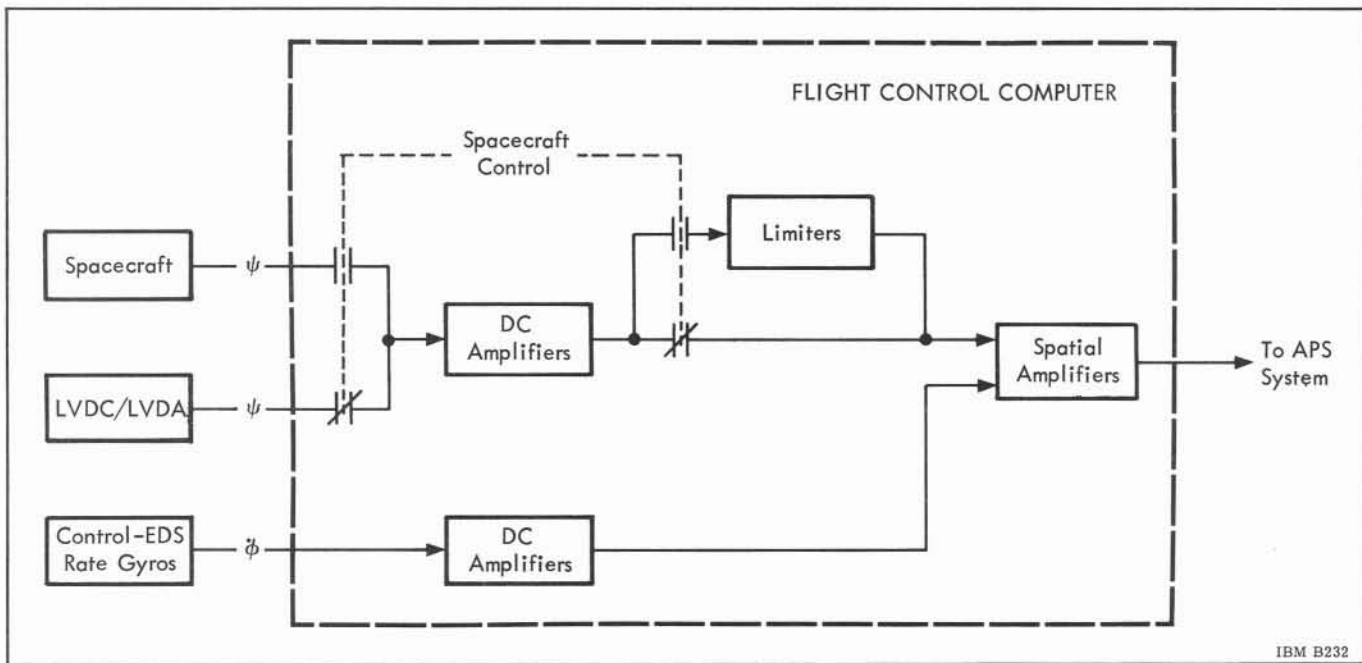 FLIGHT CONTROL COMPUTER
Spacecraft
Control
Limiters
Spacecraft
ψ
DC
Amplifiers
Spatial
Amplifiers
To APS
System
LVDC/LVDA
ψ
Control-EDS
Rate Gyros
φ̇
DC
Amplifiers
IBM B232